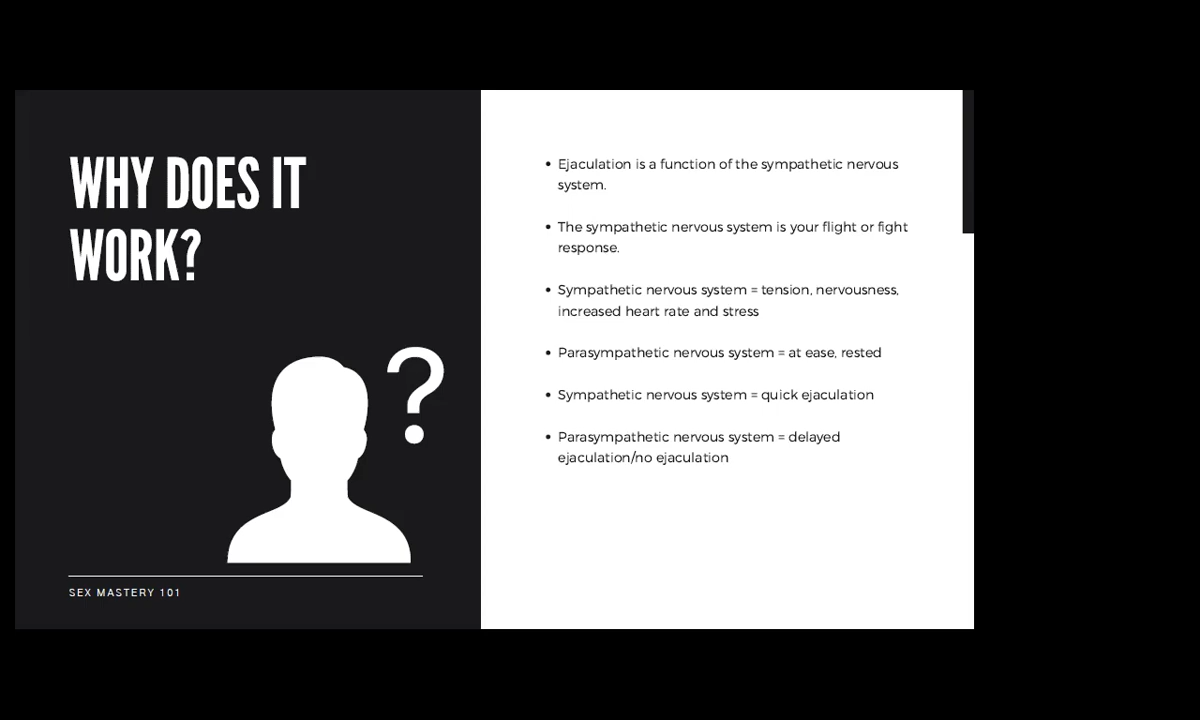 WHY DOES IT
WORK?
?
SEX MASTERY 101
• Ejaculation is a function of the sympathetic nervous
system.
• The sympathetic nervous system is your flight or fight
response.
• Sympathetic nervous system = tension, nervousness,
increased heart rate and stress
• Parasympathetic nervous system = at ease, rested
• Sympathetic nervous system = quick ejaculation
• Parasympathetic nervous system = delayed
ejaculation/no ejaculation